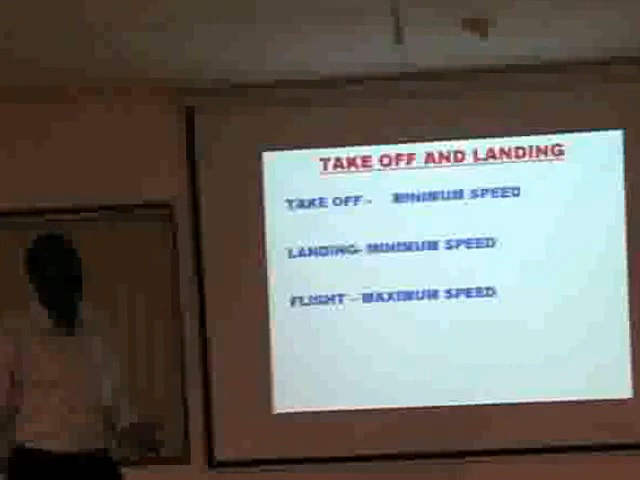 TAKE OFF AND LANDING
TAKE OFF - MINIMUM SPEED
LANDING- MINIMUM SPEED
FLIGHT - MAXIMUM SPEED